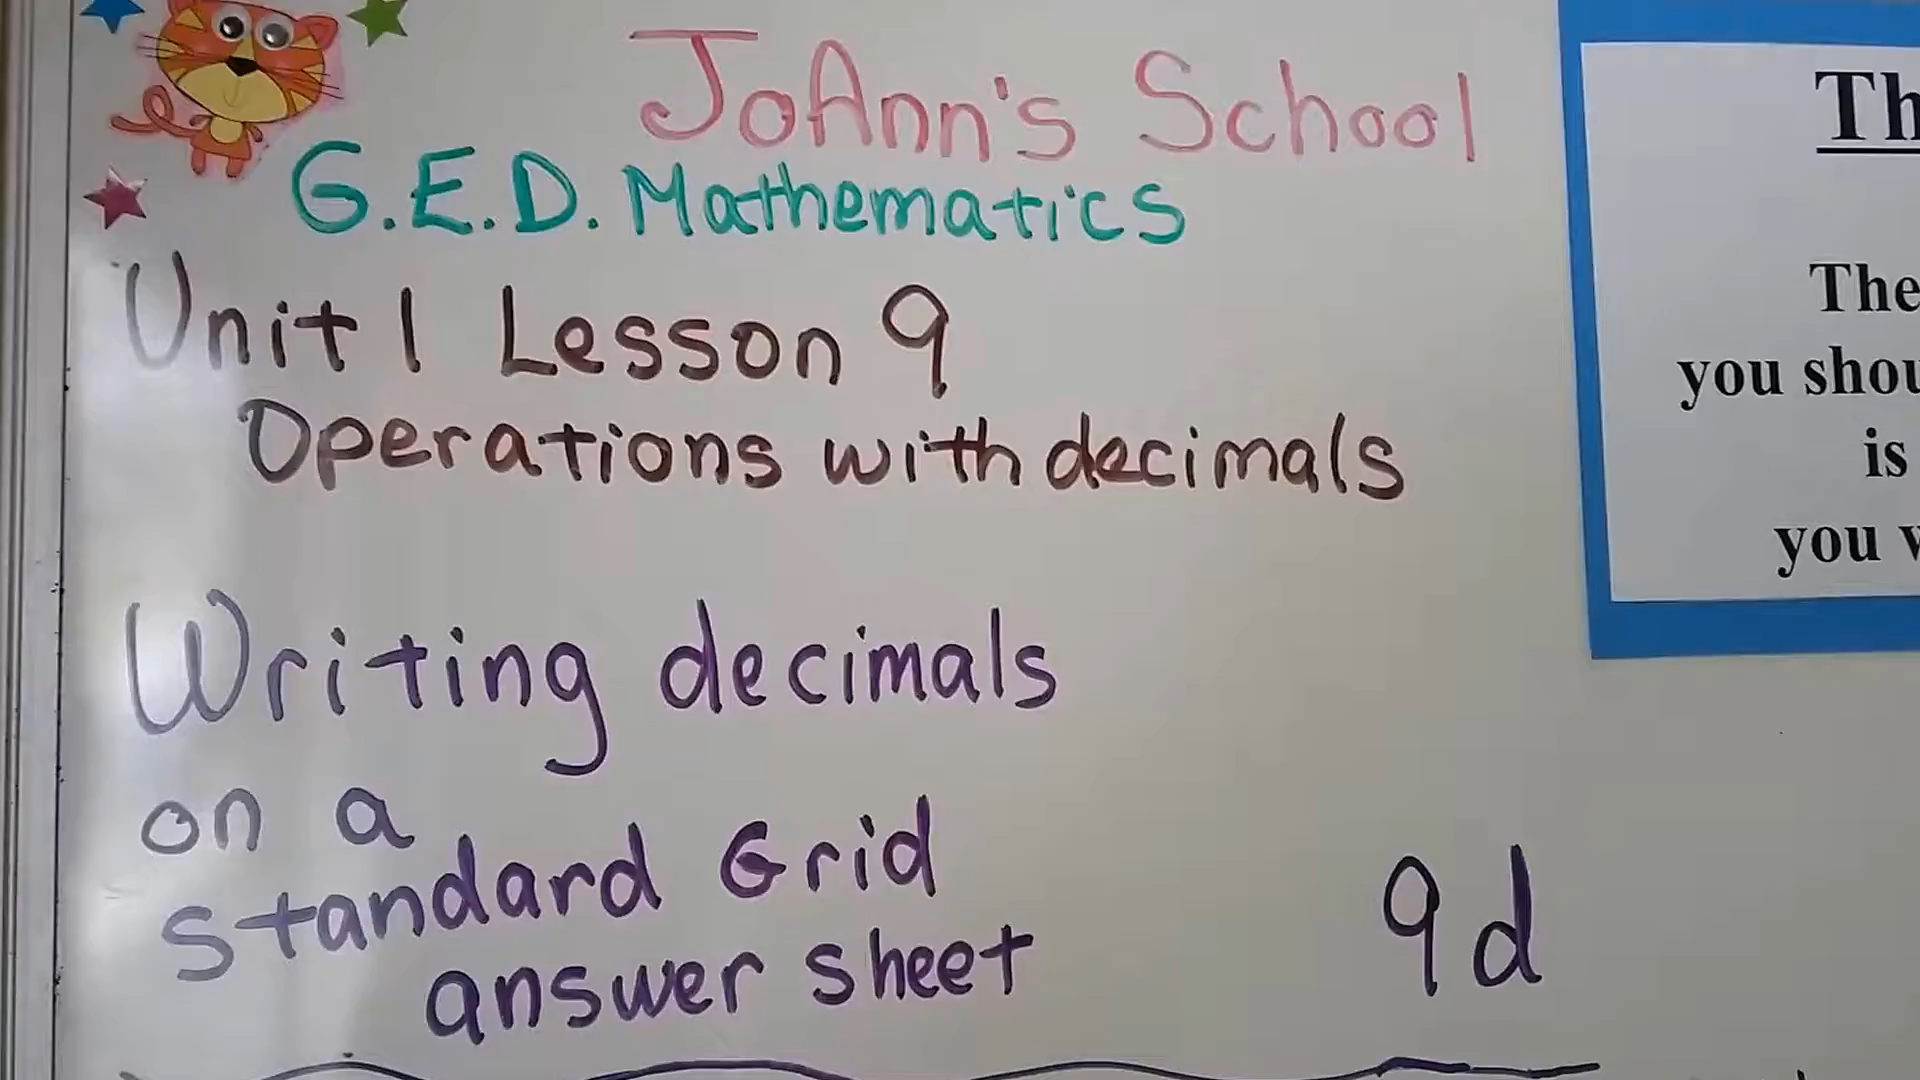 JoAnn's School
G.E.D. Mathematics
Unit 1 Lesson 9
Operations with decimals
Writing decimals
on a
standard Grid
answer sheet
9d
Th
The
you shou
is
you w